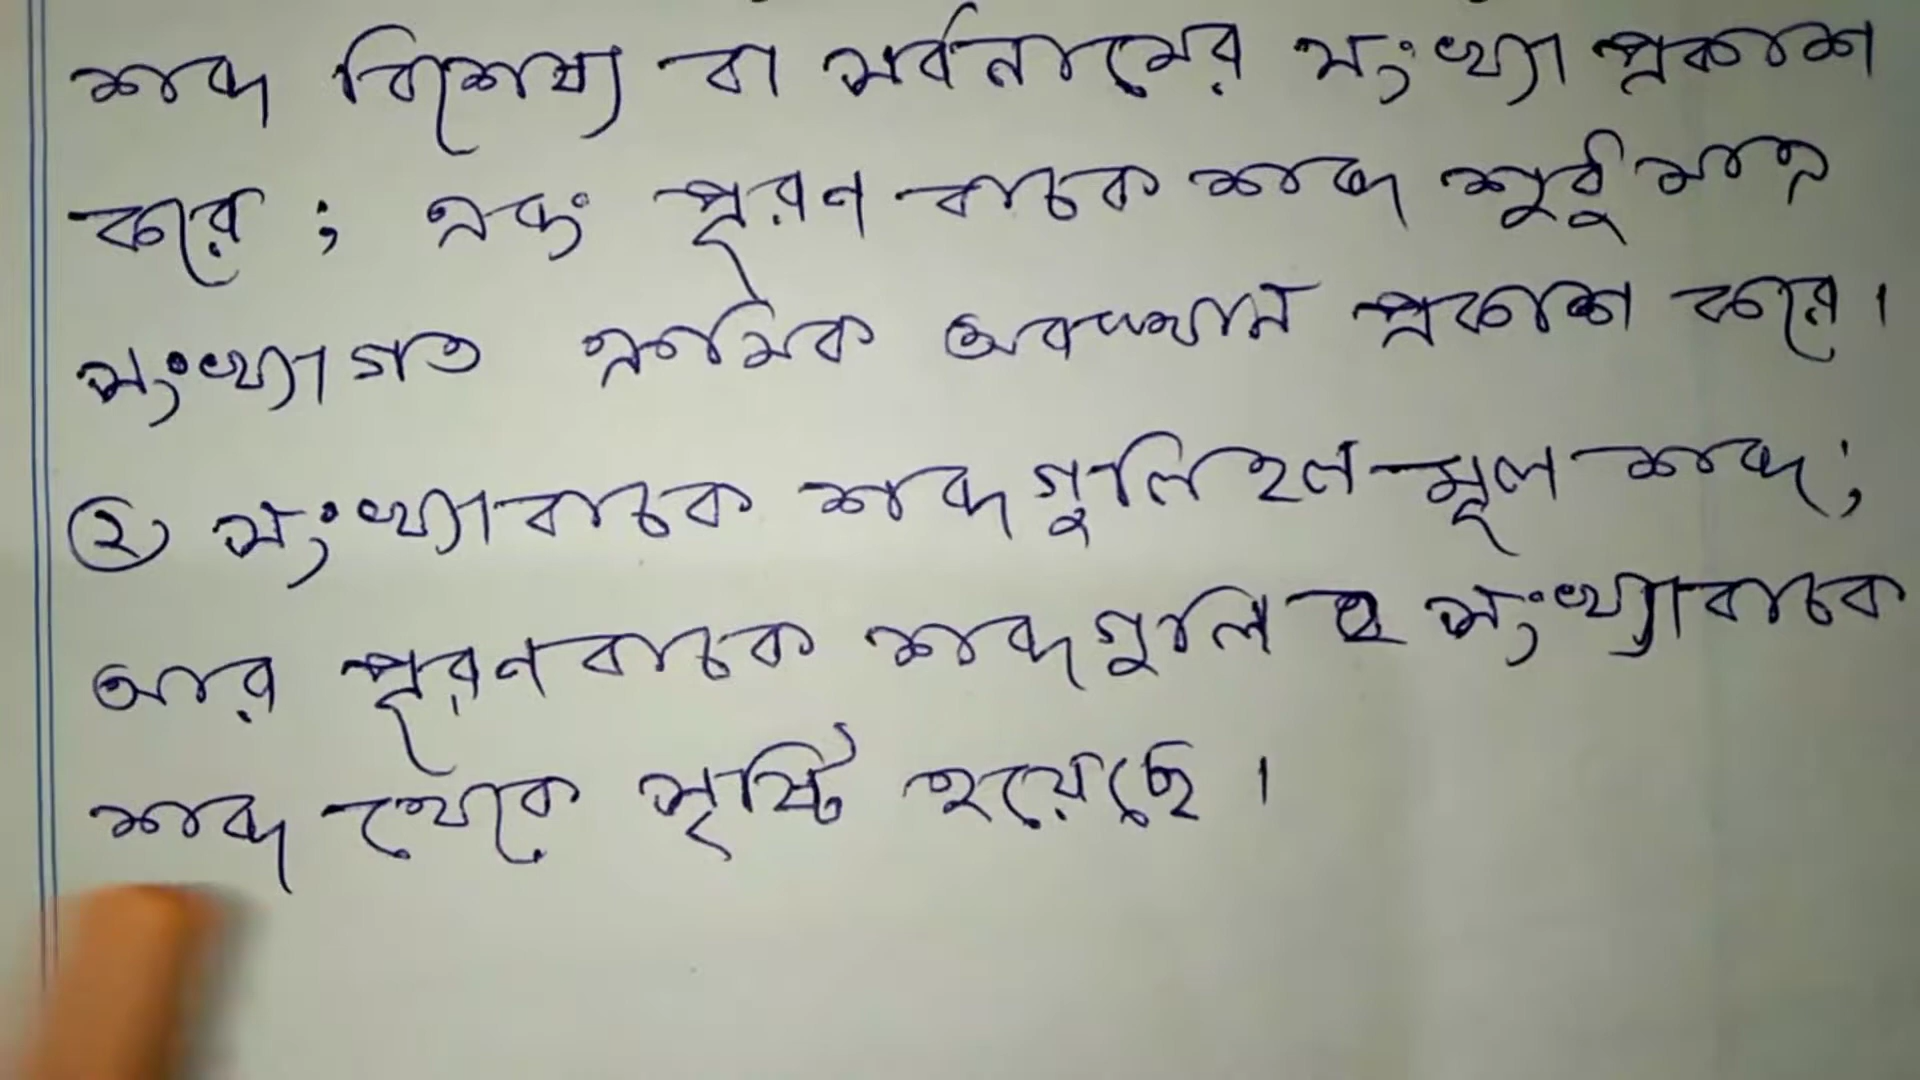 শব্দ বিশেষ্য বা সর্বনামের সংখ্যা প্রকাশ
করে ; এবং পূরণ বাচক শব্দ শুধুমাত্র
সংখ্যাগত ক্রমিক অবস্থান প্রকাশ করে।
২) সংখ্যাবাচক শব্দগুলি হল মূল শব্দ ;
আর পূরণবাচক শব্দগুলি সংখ্যাবাচক
শব্দ থেকে সৃষ্টি হয়েছে।